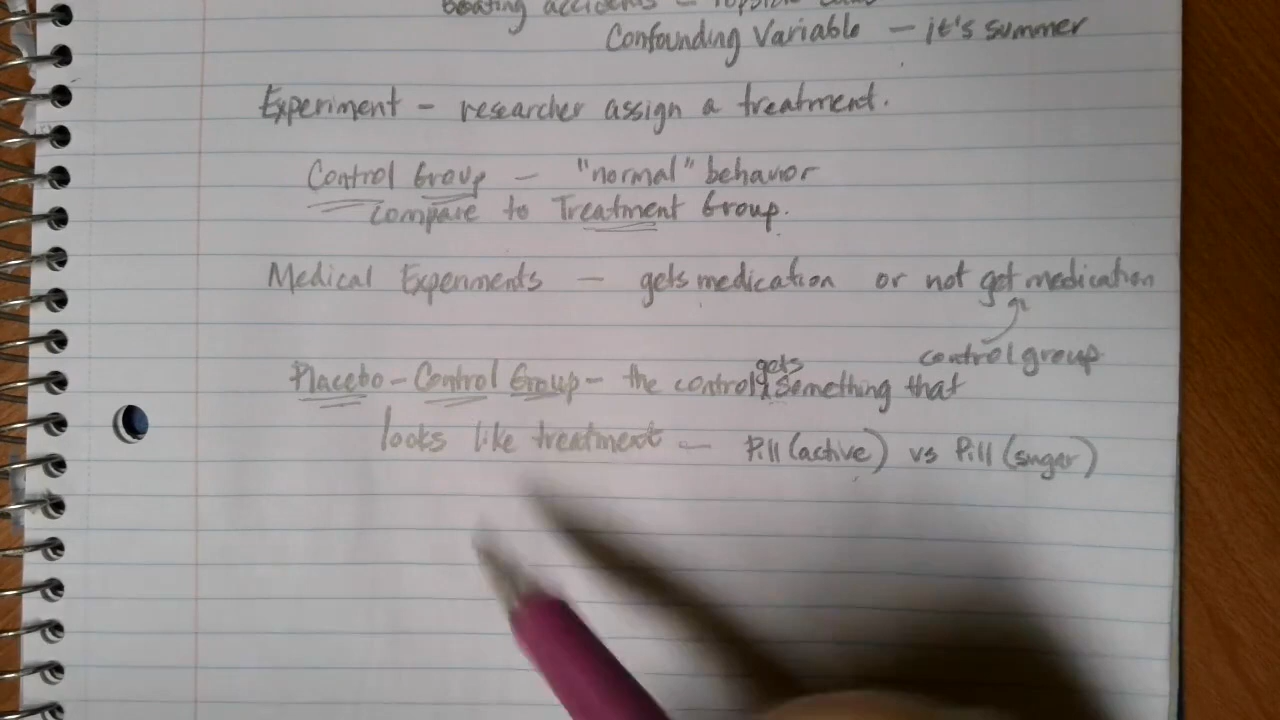 Boating accidents –
Confounding Variable – it's summer
Experiment – researcher assign a treatment.
Control Group – "normal" behavior
compare to Treatment Group.
Medical Experiments – gets medication or not get medication
control group
Placebo-Control Group – the control gets something that
looks like treatment – Pill (active) vs Pill (sugar)